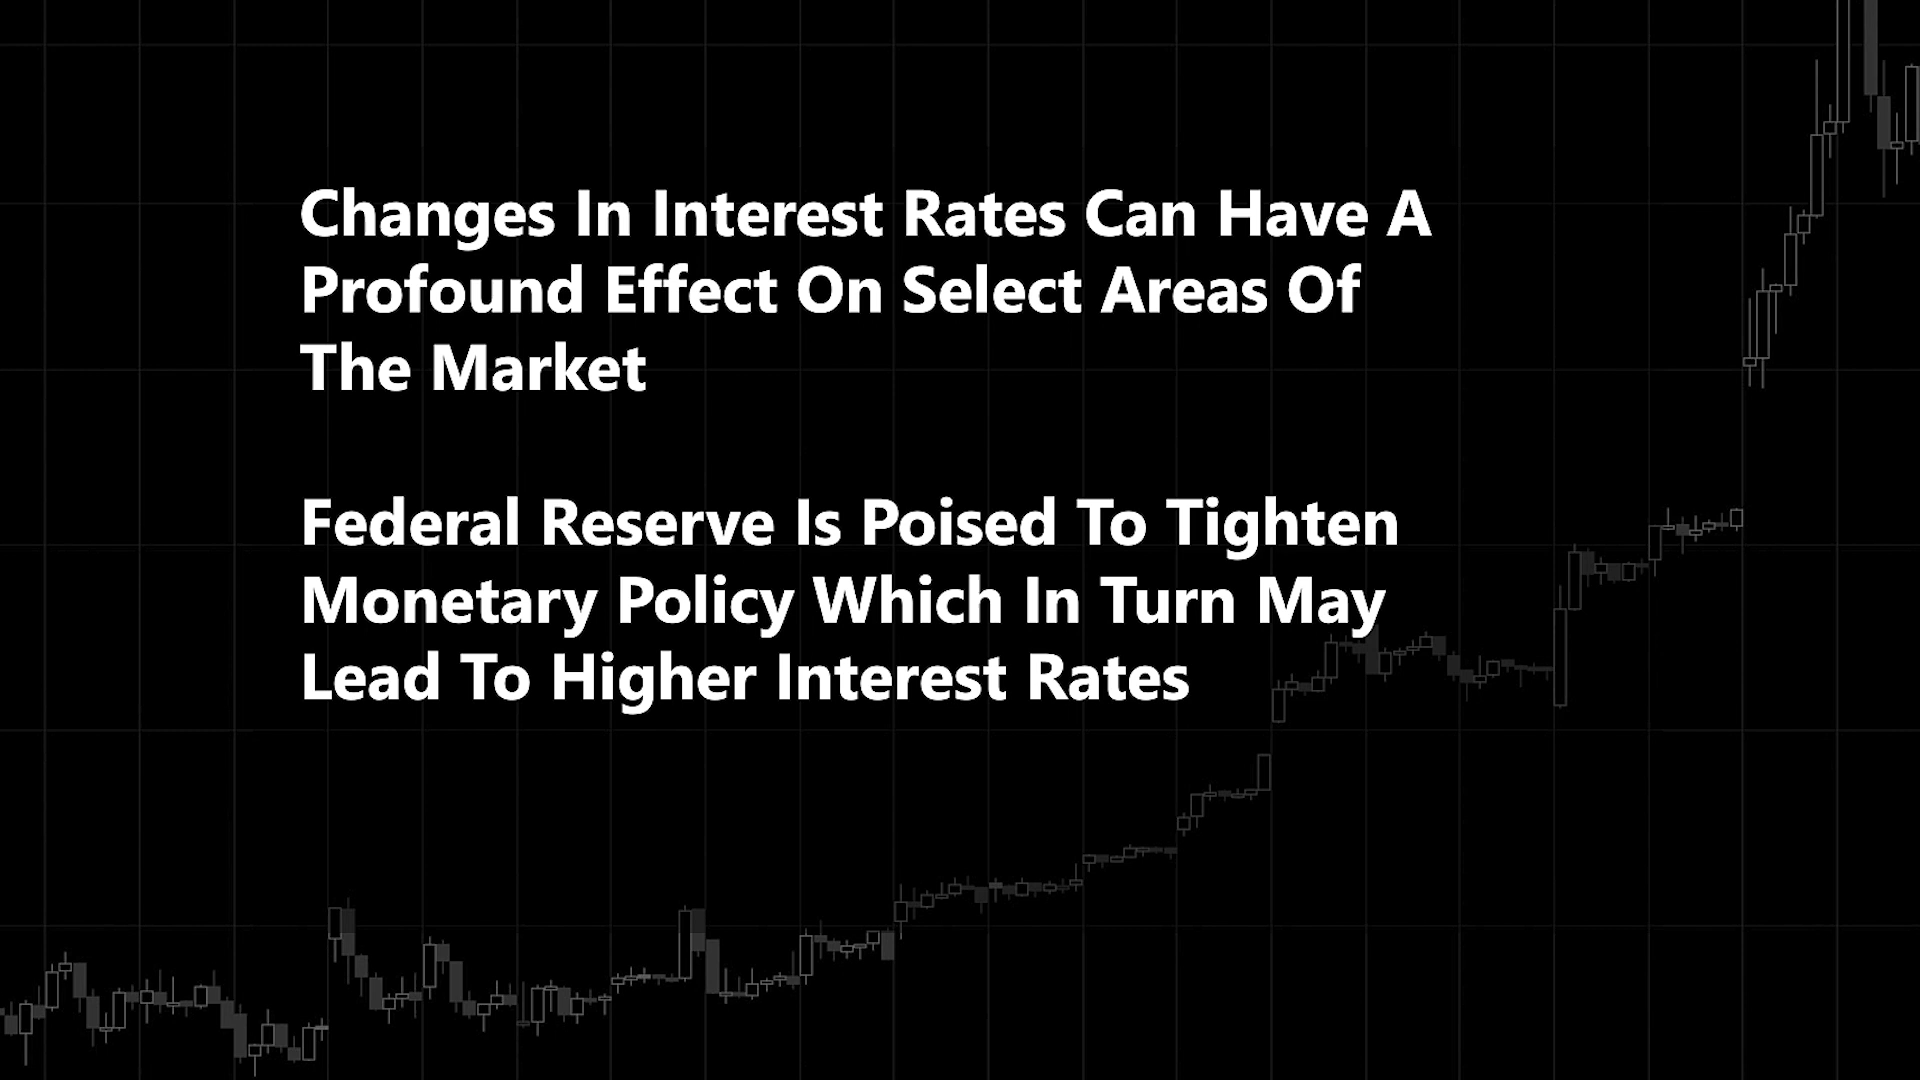 Changes In Interest Rates Can Have A
Profound Effect On Select Areas Of
The Market
Federal Reserve Is Poised To Tighten
Monetary Policy Which In Turn May
Lead To Higher Interest Rates